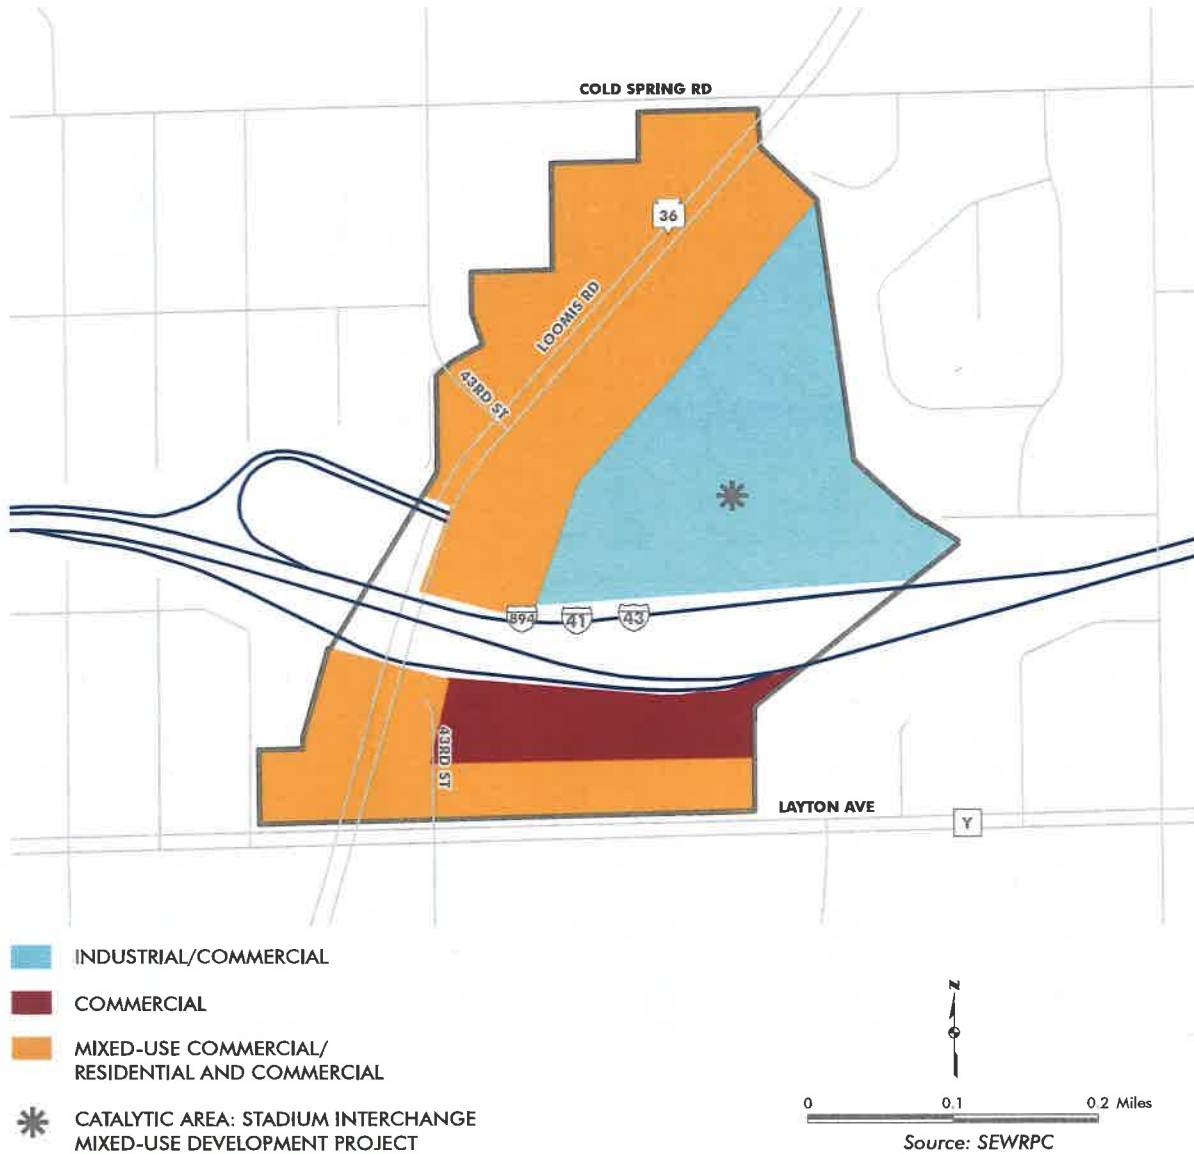 COLD SPRING RD
36
LOOMIS RD
43RD ST
894
41
43
43RD ST
LAYTON AVE
Y
INDUSTRIAL/COMMERCIAL
COMMERCIAL
MIXED-USE COMMERCIAL/
RESIDENTIAL AND COMMERCIAL
CATALYTIC AREA: STADIUM INTERCHANGE
MIXED-USE DEVELOPMENT PROJECT
N
0 0.1 0.2 Miles
Source: SEWRPC